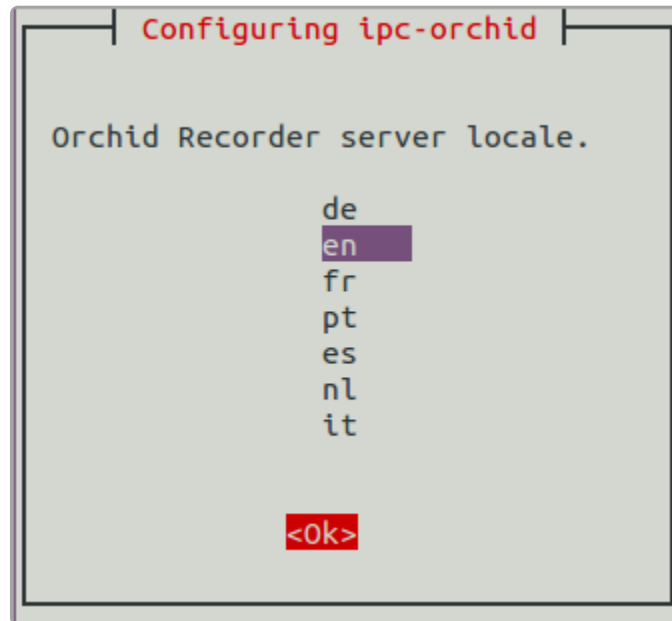 Configuring ipc-orchid
Orchid Recorder server locale.
de
en
fr
pt
es
nl
it
<Ok>